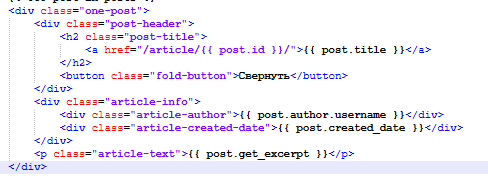 <div class="one-post">
<div class="post-header">
<h2 class="post-title">
<a href="/article/{{ post.id }}/">{{ post.title }}</a>
</h2>
<button class="fold-button">Свернуть</button>
</div>
<div class="article-info">
<div class="article-author">{{ post.author.username }}</div>
<div class="article-created-date">{{ post.created_date }}</div>
</div>
<p class="article-text">{{ post.get_excerpt }}</p>
</div>